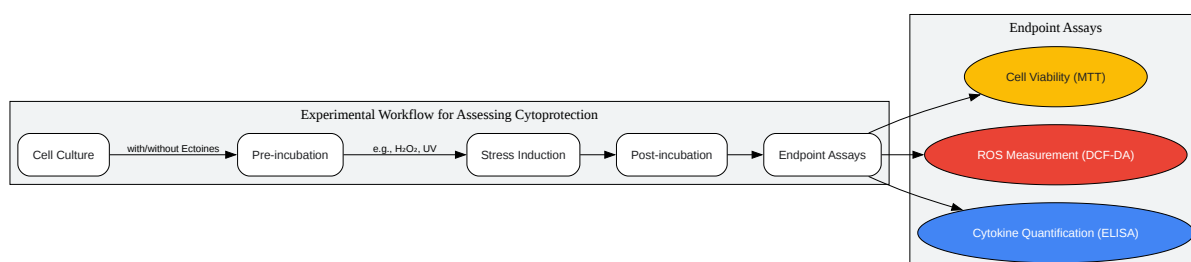 Endpoint Assays
Cell Viability (MTT)
Experimental Workflow for Assessing Cytoprotection
Cell Culture
with/without Ectoines
Pre-incubation
e.g., H₂O₂, UV
Stress Induction
Post-incubation
Endpoint Assays
ROS Measurement (DCF-DA)
Cytokine Quantification (ELISA)